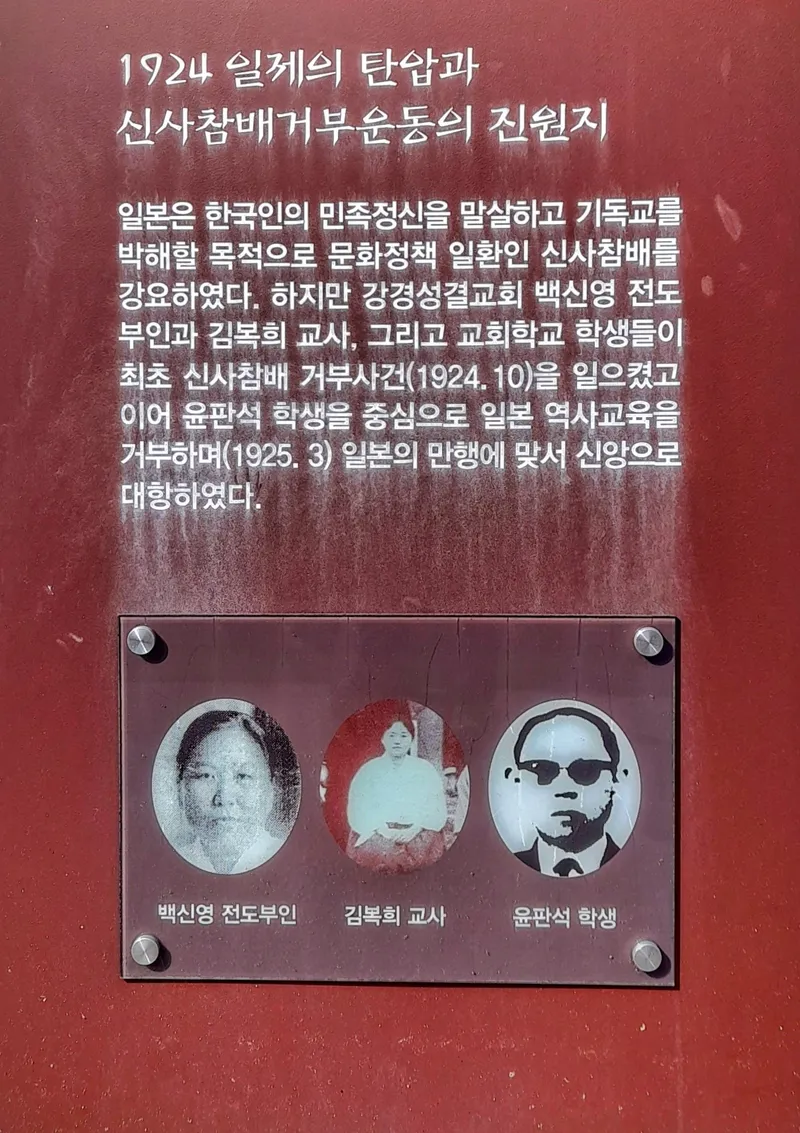 1924 일제의 탄압과
신사참배거부운동의 진원지
일본은 한국인의 민족정신을 말살하고 기독교를
박해할 목적으로 문화정책 일환인 신사참배를
강요하였다. 하지만 강경성결교회 백신영 전도
부인과 김복희 교사, 그리고 교회학교 학생들이
최초 신사참배 거부사건(1924. 10)을 일으켰고
이어 윤판석 학생을 중심으로 일본 역사교육을
거부하며(1925. 3) 일본의 만행에 맞서 신앙으로
대항하였다.
백신영 전도부인
김복희 교사
윤판석 학생